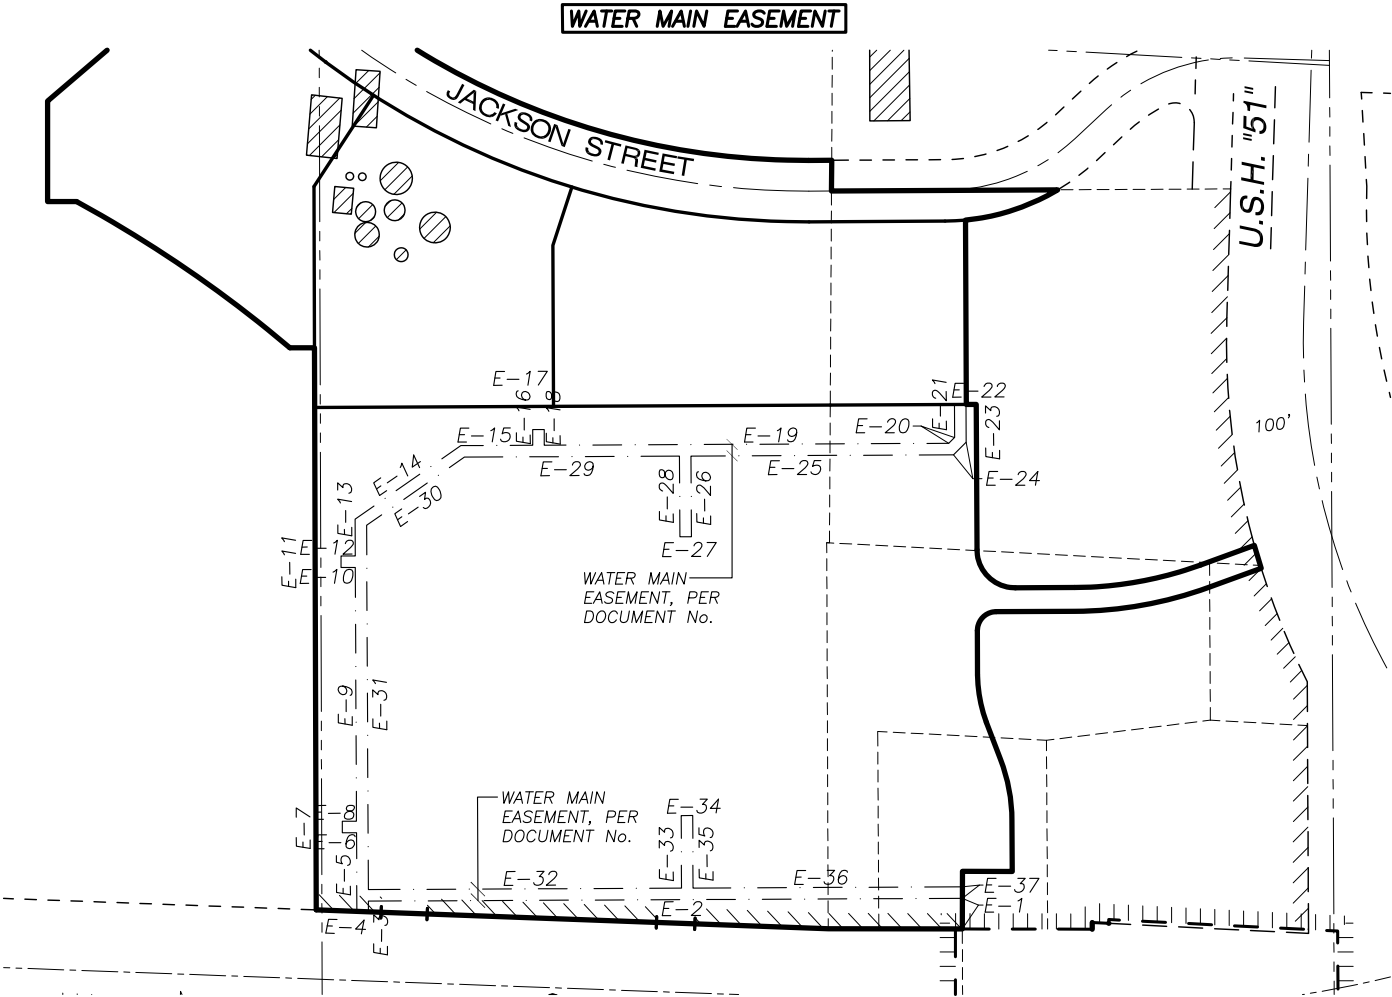 WATER MAIN EASEMENT
JACKSON STREET
U.S.H. "51"
E-17
E-16
E-18
E-21
E-22
E-23
E-15
E-19
E-20
100'
E-14
E-29
E-25
E-24
E-30
E-28
E-26
E-13
E-11
E-12
E-10
E-27
WATER MAIN
EASEMENT, PER
DOCUMENT No.
E-9
E-31
WATER MAIN
EASEMENT, PER
DOCUMENT No.
E-34
E-7
E-8
E-6
E-33
E-35
E-5
E-32
E-36
E-37
E-2
E-1
E-4
E-3